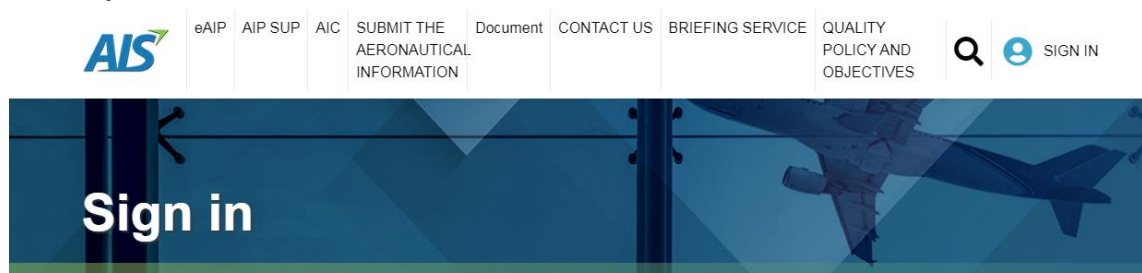 AIS
eAIP
AIP SUP
AIC
SUBMIT THE
AERONAUTICAL
INFORMATION
Document
CONTACT US
BRIEFING SERVICE
QUALITY
POLICY AND
OBJECTIVES
SIGN IN
Sign in